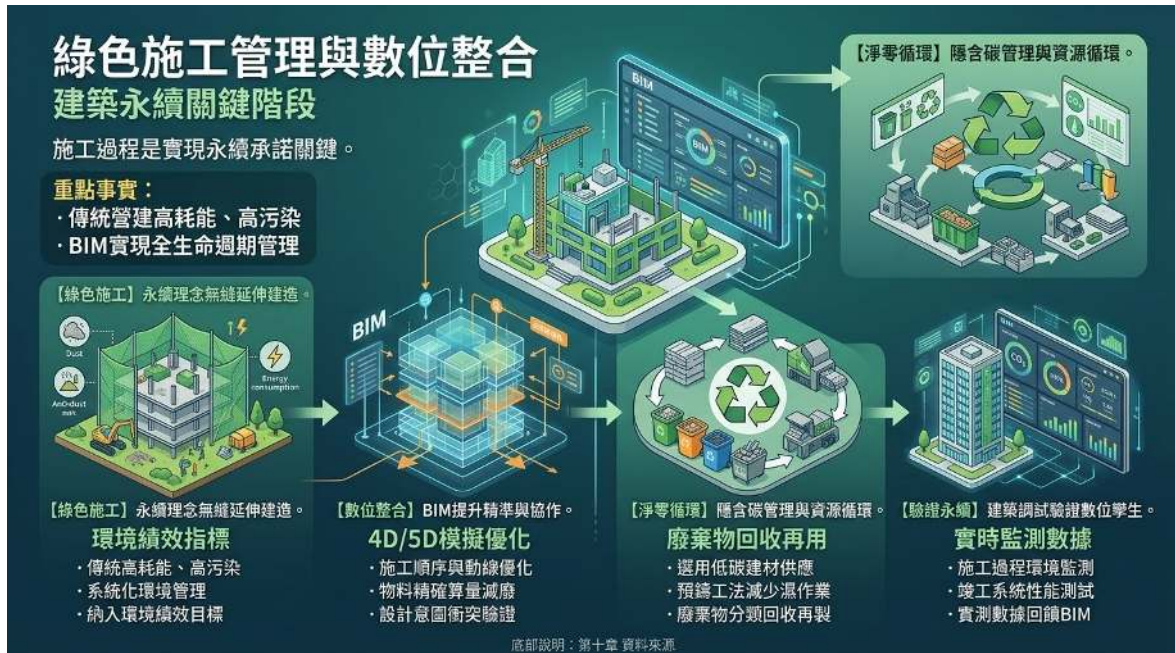 綠色施工管理與數位整合
建築永續關鍵階段
施工過程是實現永續承諾關鍵。
重點事實：
·傳統營建高耗能、高污染
·BIM實現全生命週期管理
BIM
BIM
【淨零循環】隱含碳管理與資源循環。
CO₂
【綠色施工】永續理念無縫延伸建造。
Dust
Energy
consumption
BIM
BIM
CO₂
【綠色施工】永續理念無縫延伸建造。
環境績效指標
·傳統高耗能、高污染
·系統化環境管理
·納入環境績效目標
【數位整合】BIM提升精準與協作。
4D/5D模擬優化
·施工順序與動線優化
·物料精確算量減廢
·設計意圖衝突驗證
【淨零循環】隱含碳管理與資源循環。
廢棄物回收再用
·選用低碳建材供應
·預鑄工法減少濕作業
·廢棄物分類回收再製
【驗證永續】建築調試驗證數位孿生。
實時監測數據
·施工過程環境監測
·竣工系統性能測試
·實測數據回饋BIM
底部說明：第十章 資料來源